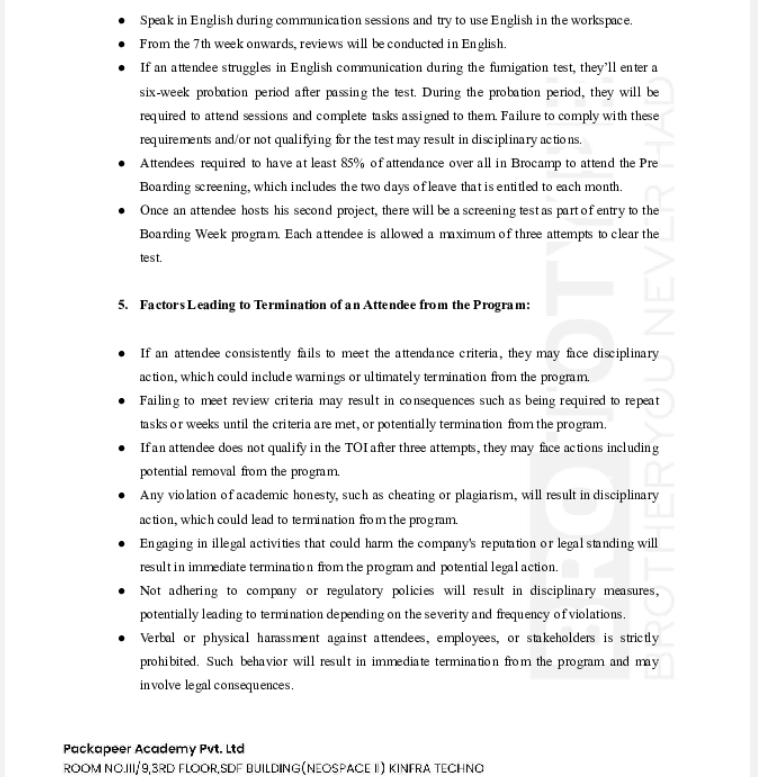 ● Speak in English during communication sessions and try to use English in the workspace.
● From the 7th week onwards, reviews will be conducted in English.
● If an attendee struggles in English communication during the fumigation test, they’ll enter a
six-week probation period after passing the test. During the probation period, they will be
required to attend sessions and complete tasks assigned to them. Failure to comply with these
requirements and/or not qualifying for the test may result in disciplinary actions.
● Attendees required to have at least 85% of attendance over all in Brocamp to attend the Pre
Boarding screening, which includes the two days of leave that is entitled to each month.
● Once an attendee hosts his second project, there will be a screening test as part of entry to the
Boarding Week program. Each attendee is allowed a maximum of three attempts to clear the
test.
5. Factors Leading to Termination of an Attendee from the Program:
● If an attendee consistently fails to meet the attendance criteria, they may face disciplinary
action, which could include warnings or ultimately termination from the program.
● Failing to meet review criteria may result in consequences such as being required to repeat
tasks or weeks until the criteria are met, or potentially termination from the program.
● If an attendee does not qualify in the TOI after three attempts, they may face actions including
potential removal from the program.
● Any violation of academic honesty, such as cheating or plagiarism, will result in disciplinary
action, which could lead to termination from the program.
● Engaging in illegal activities that could harm the company's reputation or legal standing will
result in immediate termination from the program and potential legal action.
● Not adhering to company or regulatory policies will result in disciplinary measures,
potentially leading to termination depending on the severity and frequency of violations.
● Verbal or physical harassment against attendees, employees, or stakeholders is strictly
prohibited. Such behavior will result in immediate termination from the program and may
involve legal consequences.
BROTHER YOU NEVER HAD
Packapeer Academy Pvt. Ltd
ROOM NO.III/9,3RD FLOOR,SDF BUILDING(NEOSPACE II) KINFRA TECHNO